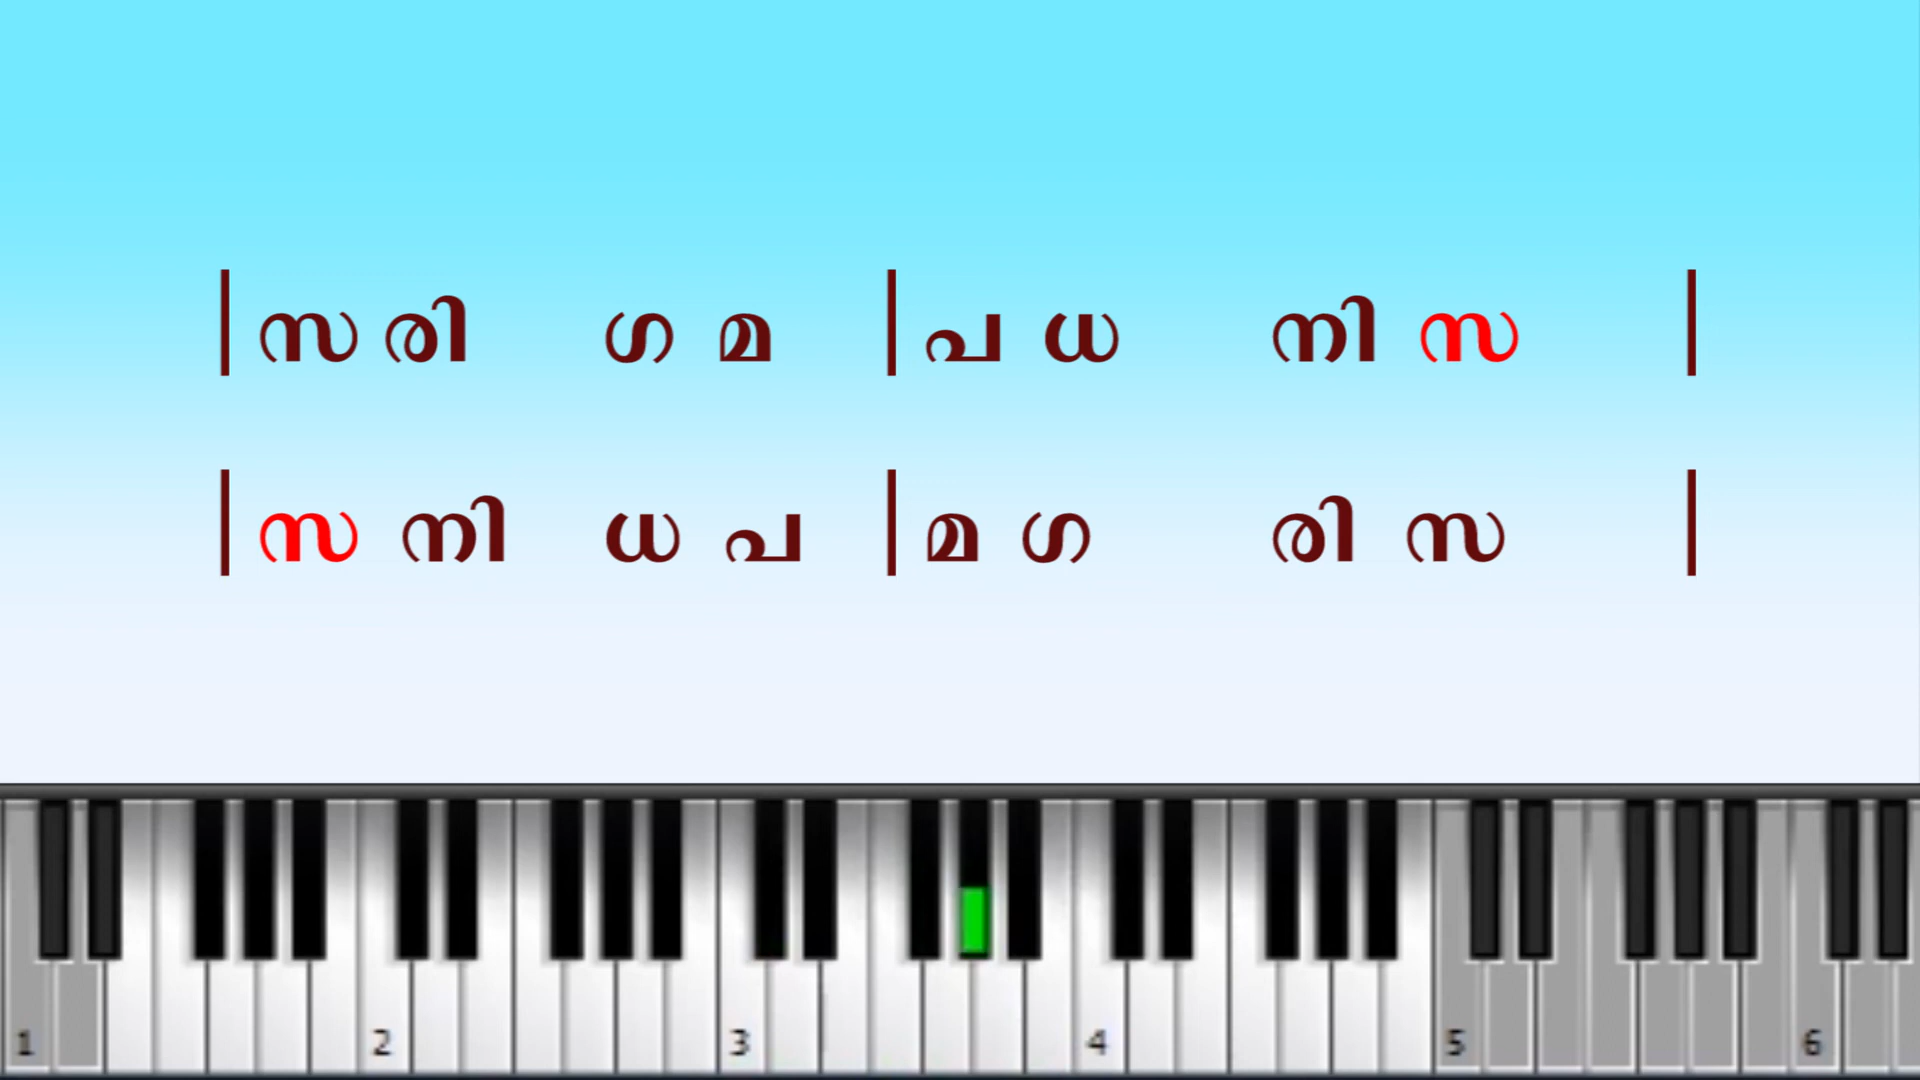 | സ രി ഗ മ | പ ധ നി സ |
| സ നി ധ പ | മ ഗ രി സ |
1 2 3 4 5 6